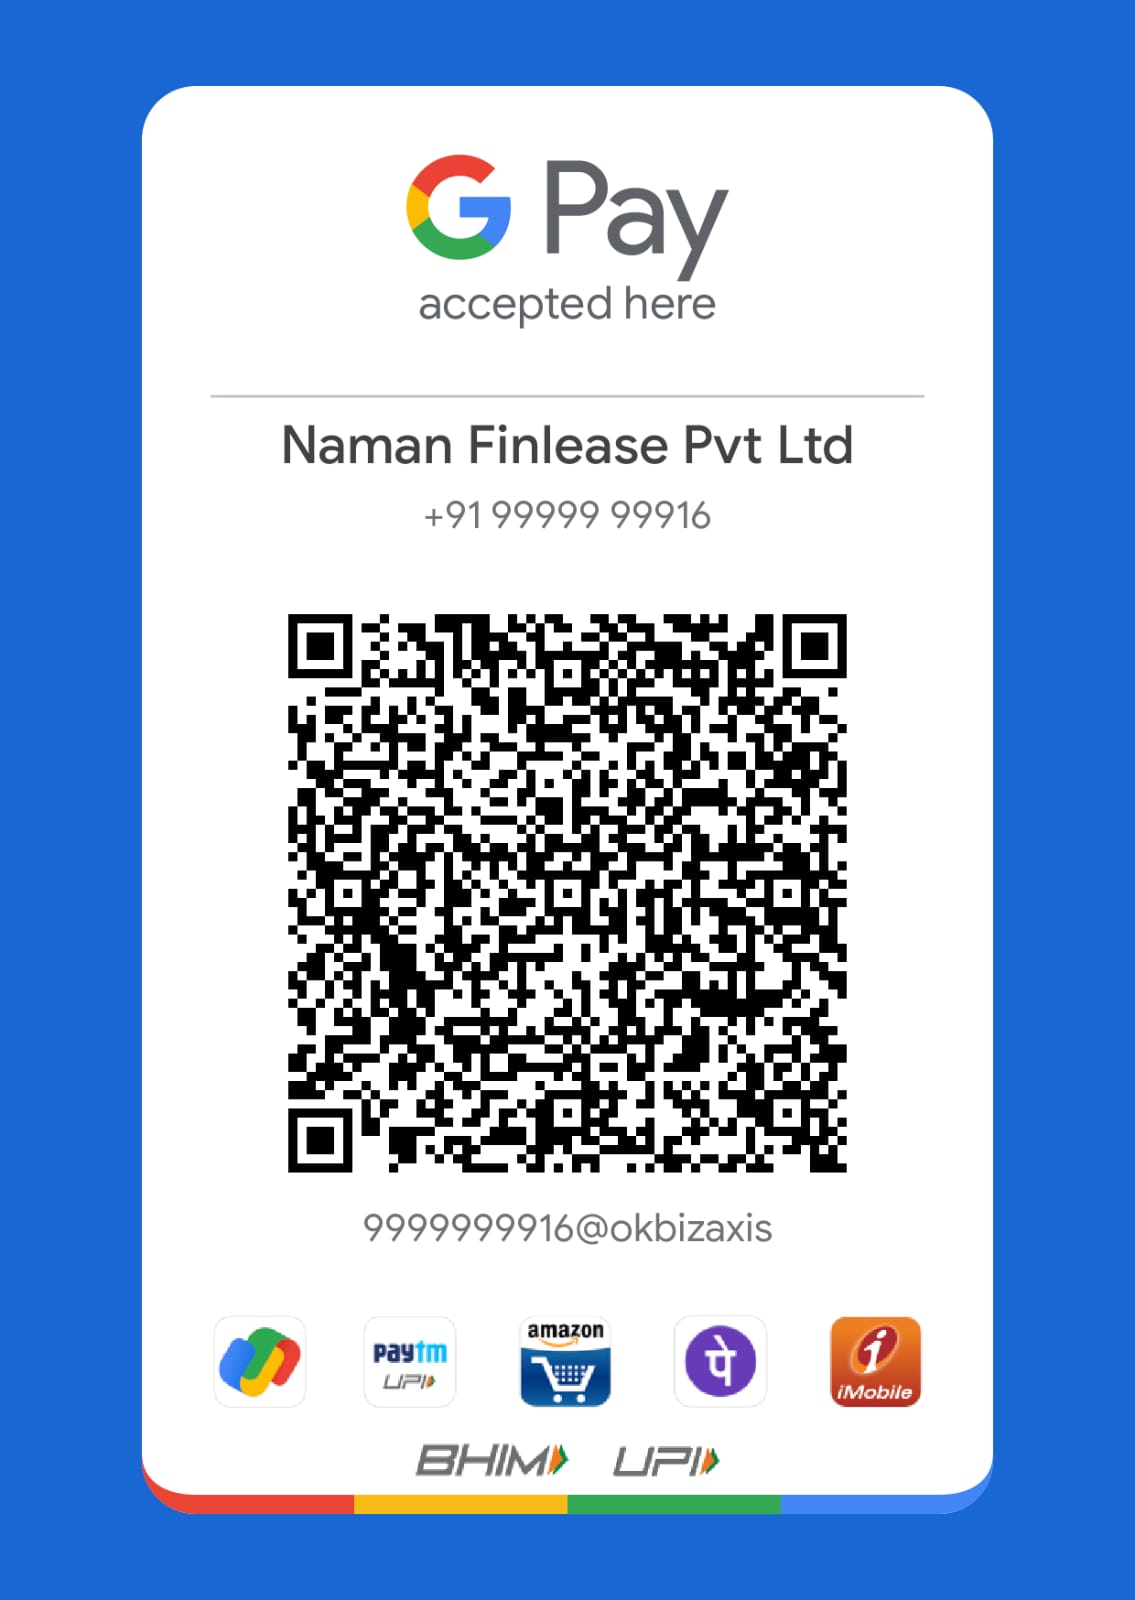 G Pay
accepted here
Naman Finlease Pvt Ltd
+91 99999 99916
9999999916@okbizaxis
paytm
UPI
amazon
पे
i
iMobile
BHIM UPI